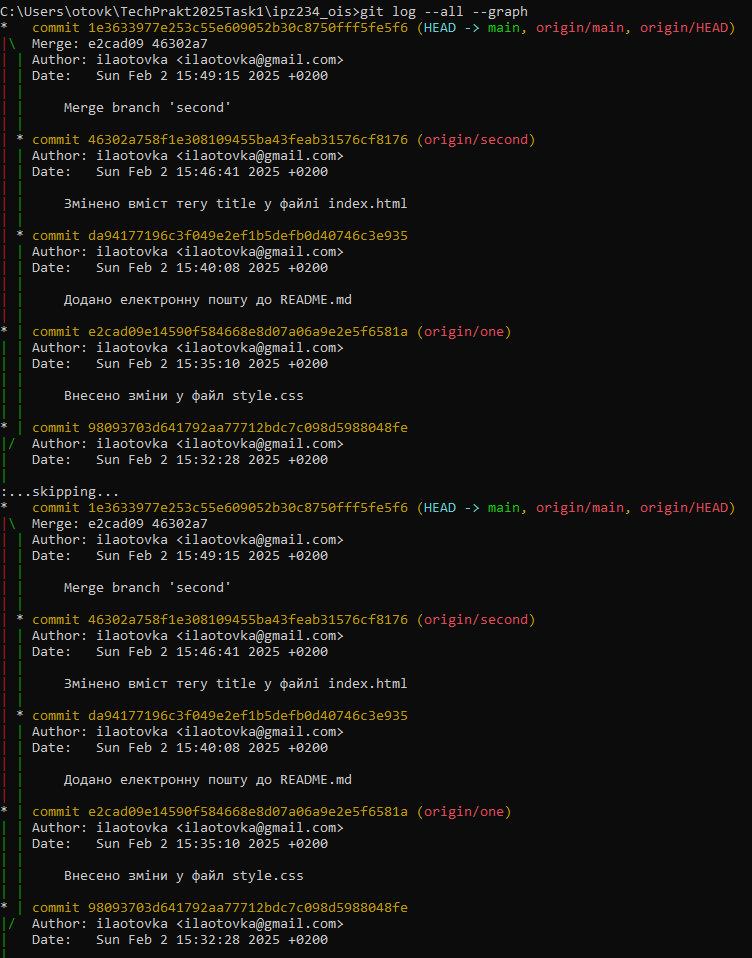 C:\Users\otovk\TechPrakt2025Task1\ipz234_ois>git log --all --graph
*   commit 1e3633977e253c55e609052b30c8750fff5fe5f6 (HEAD -> main, origin/main, origin/HEAD)
|\  Merge: e2cad09 46302a7
| | Author: ilaotovka <ilaotovka@gmail.com>
| | Date:   Sun Feb 2 15:49:15 2025 +0200
| |
| |     Merge branch 'second'
| |
| * commit 46302a758f1e308109455ba43feab31576cf8176 (origin/second)
| | Author: ilaotovka <ilaotovka@gmail.com>
| | Date:   Sun Feb 2 15:46:41 2025 +0200
| |
| |     Змінено вміст тегу title у файлі index.html
| |
| * commit da94177196c3f049e2ef1b5defb0d40746c3e935
| | Author: ilaotovka <ilaotovka@gmail.com>
| | Date:   Sun Feb 2 15:40:08 2025 +0200
| |
| |     Додано електронну пошту до README.md
| |
* | commit e2cad09e14590f584668e8d07a06a9e2e5f6581a (origin/one)
| | Author: ilaotovka <ilaotovka@gmail.com>
| | Date:   Sun Feb 2 15:35:10 2025 +0200
| |
| |     Внесено зміни у файл style.css
| |
* | commit 98093703d641792aa77712bdc7c098d5988048fe
|/  Author: ilaotovka <ilaotovka@gmail.com>
|   Date:   Sun Feb 2 15:32:28 2025 +0200
|
:...skipping...
*   commit 1e3633977e253c55e609052b30c8750fff5fe5f6 (HEAD -> main, origin/main, origin/HEAD)
|\  Merge: e2cad09 46302a7
| | Author: ilaotovka <ilaotovka@gmail.com>
| | Date:   Sun Feb 2 15:49:15 2025 +0200
| |
| |     Merge branch 'second'
| |
| * commit 46302a758f1e308109455ba43feab31576cf8176 (origin/second)
| | Author: ilaotovka <ilaotovka@gmail.com>
| | Date:   Sun Feb 2 15:46:41 2025 +0200
| |
| |     Змінено вміст тегу title у файлі index.html
| |
| * commit da94177196c3f049e2ef1b5defb0d40746c3e935
| | Author: ilaotovka <ilaotovka@gmail.com>
| | Date:   Sun Feb 2 15:40:08 2025 +0200
| |
| |     Додано електронну пошту до README.md
| |
* | commit e2cad09e14590f584668e8d07a06a9e2e5f6581a (origin/one)
| | Author: ilaotovka <ilaotovka@gmail.com>
| | Date:   Sun Feb 2 15:35:10 2025 +0200
| |
| |     Внесено зміни у файл style.css
| |
* | commit 98093703d641792aa77712bdc7c098d5988048fe
|/  Author: ilaotovka <ilaotovka@gmail.com>
|   Date:   Sun Feb 2 15:32:28 2025 +0200
|